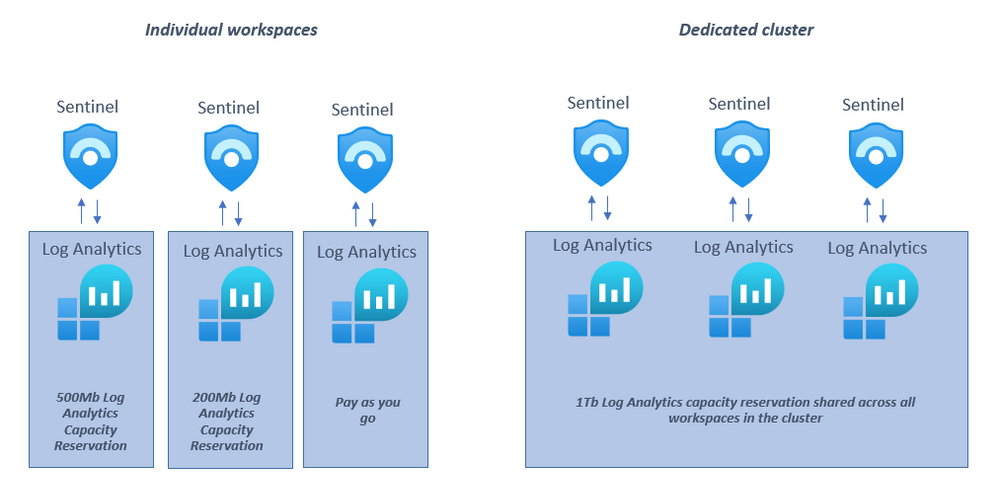 Individual workspaces
Dedicated cluster
Sentinel
Sentinel
Sentinel
Sentinel
Sentinel
Sentinel
Log Analytics
Log Analytics
Log Analytics
Log Analytics
Log Analytics
Log Analytics
500Mb Log
Analytics
Capacity
Reservation
200Mb Log
Analytics
Capacity
Reservation
Pay as you
go
1Tb Log Analytics capacity reservation shared across all
workspaces in the cluster